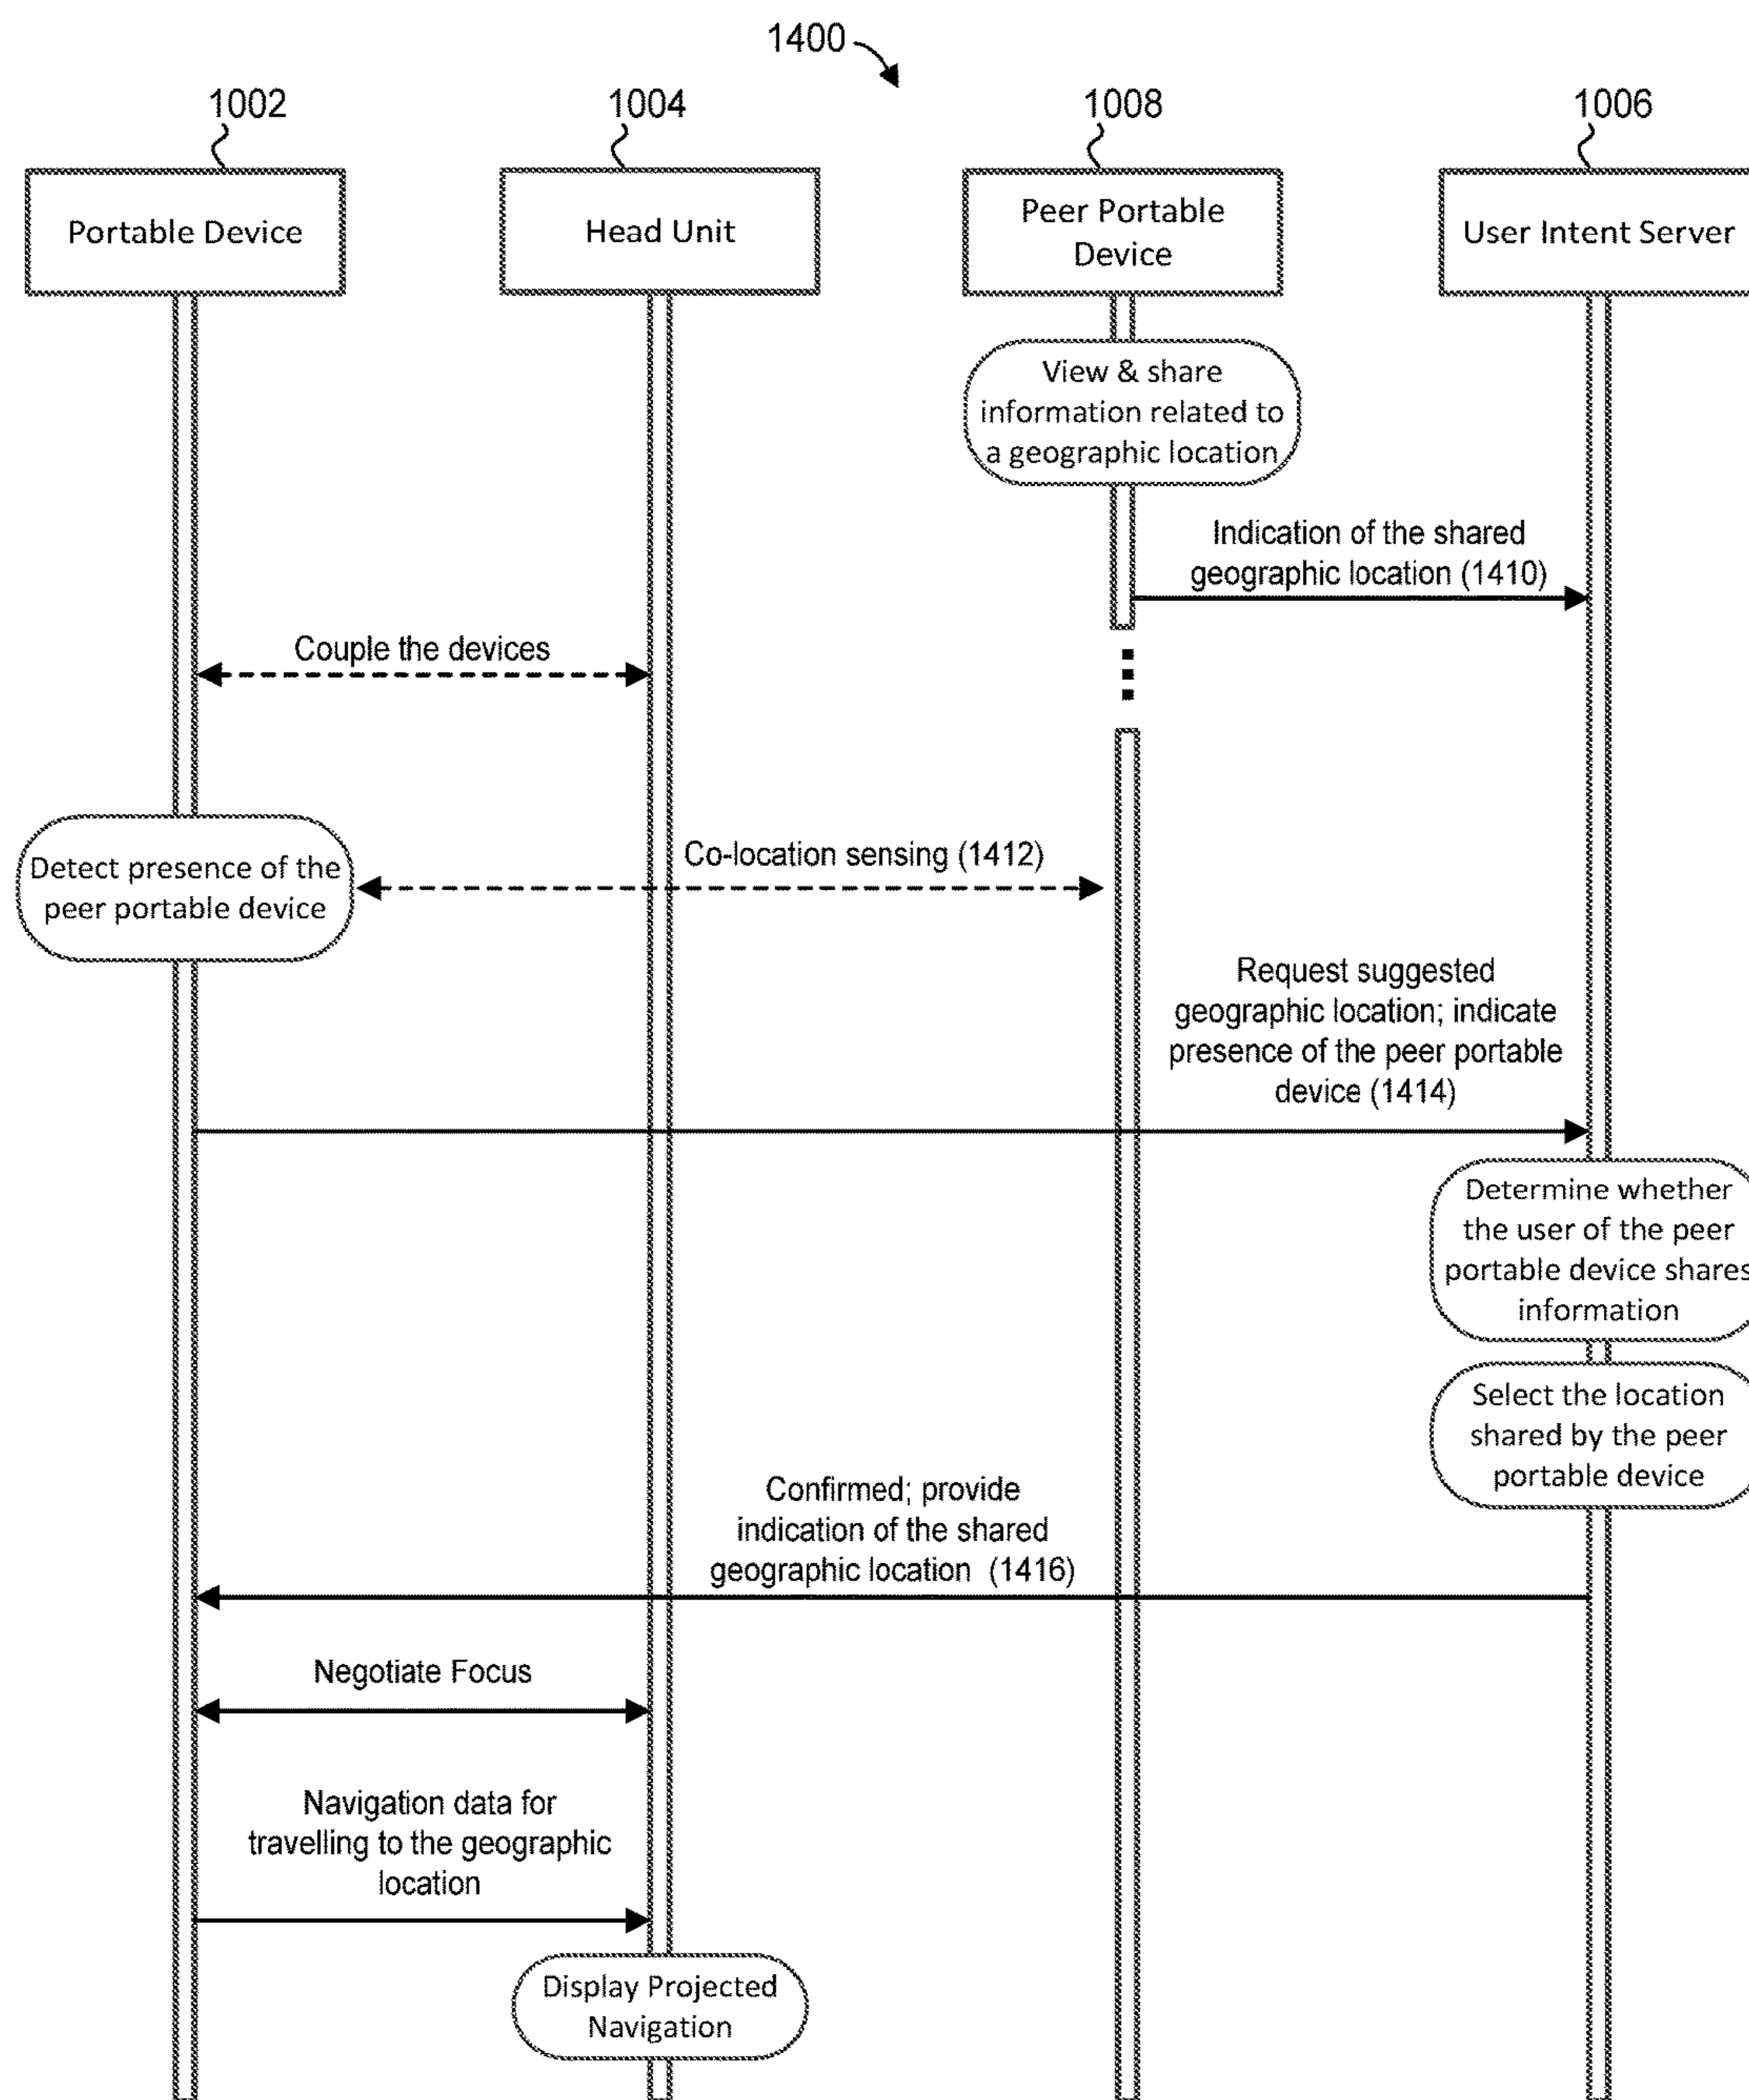 1400
1002
1004
1008
1006
Portable Device
Head Unit
Peer Portable
Device
User Intent Server
View & share
information related to
a geographic location
Indication of the shared
geographic location (1410)
Couple the devices
Detect presence of the
peer portable device
Co-location sensing (1412)
Request suggested
geographic location; indicate
presence of the peer portable
device (1414)
Determine whether
the user of the peer
portable device shares
information
Select the location
shared by the peer
portable device
Confirmed; provide
indication of the shared
geographic location (1416)
Negotiate Focus
Navigation data for
travelling to the geographic
location
Display Projected
Navigation